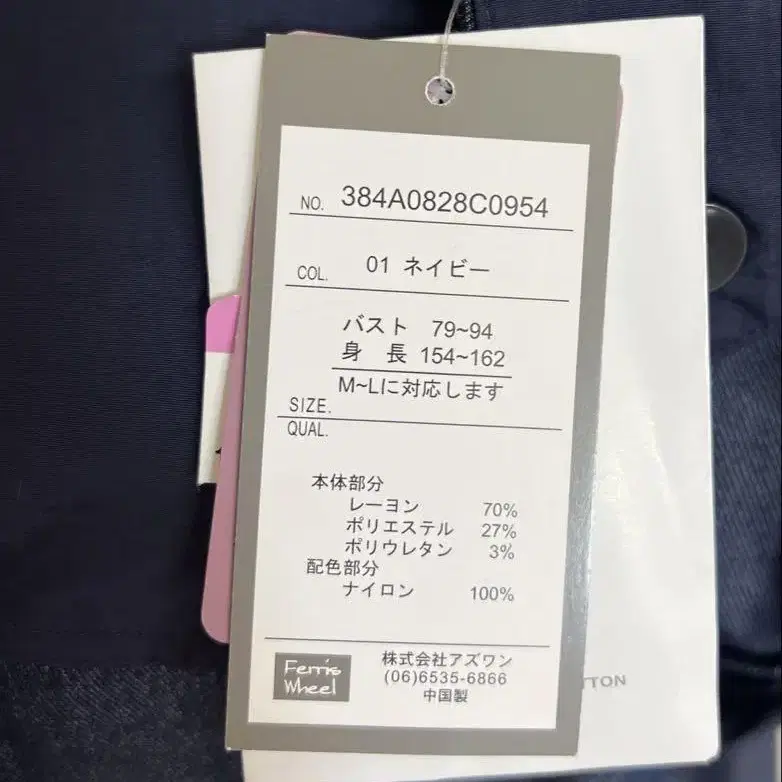 NO. 384A0828C0954
COL. 01 ネイビー
バスト 79~94
身 長 154~162
M~Lに対応します
SIZE.
QUAL.
本体部分
レーヨン 70%
ポリエステル 27%
ポリウレタン 3%
配色部分
ナイロン 100%
Ferris Wheel
株式会社アズワン
(06)6535-6866
中国製
TTON